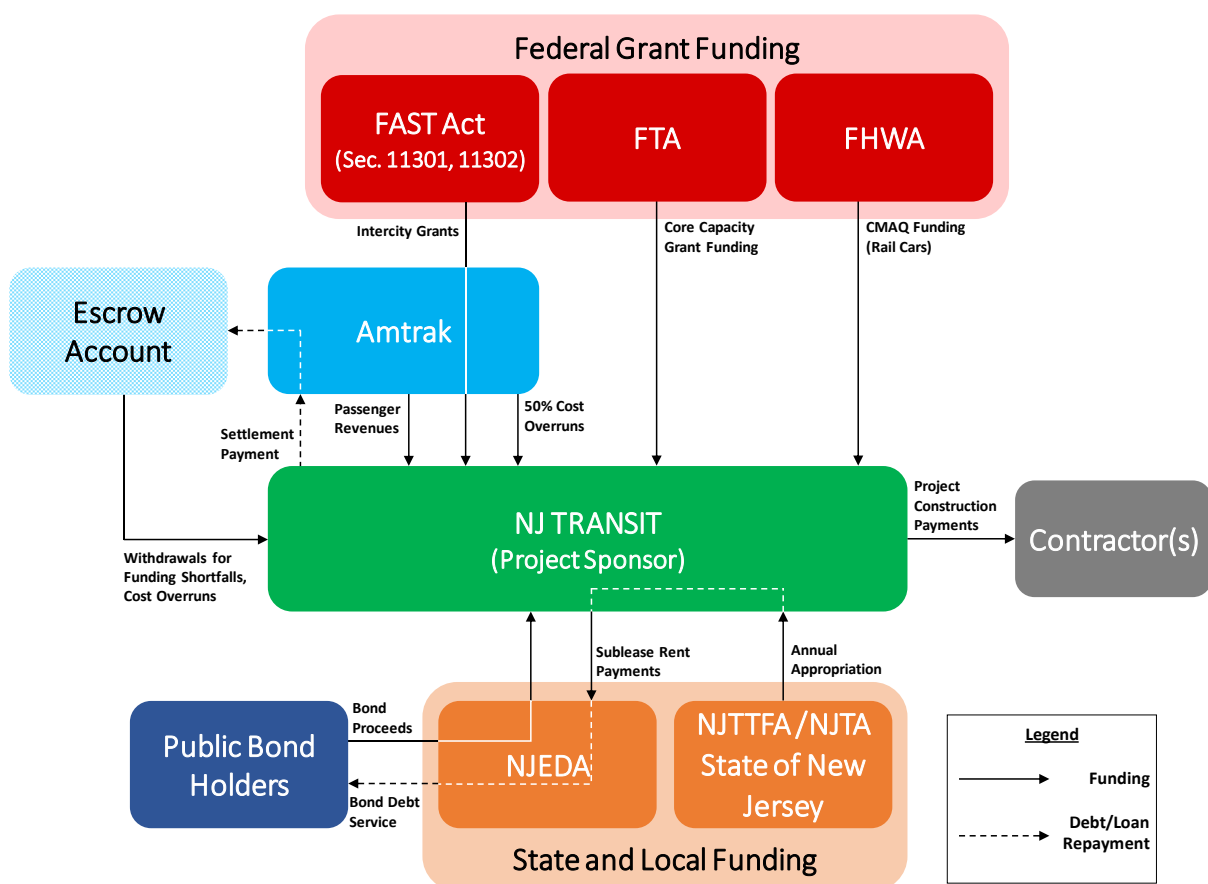 Federal Grant Funding
FAST Act
(Sec. 11301, 11302)
FTA
FHWA
Intercity Grants
Core Capacity
Grant Funding
CMAQ Funding
(Rail Cars)
Escrow
Account
Amtrak
Settlement
Payment
Passenger
Revenues
50% Cost
Overruns
NJ TRANSIT
(Project Sponsor)
Project
Construction
Payments
Contractor(s)
Withdrawals for
Funding Shortfalls,
Cost Overruns
Sublease Rent
Payments
Annual
Appropriation
Public Bond
Holders
Bond
Proceeds
Bond Debt
Service
NJEDA
NJTTFA /NJTA
State of New
Jersey
State and Local Funding
Legend
Funding
Debt/Loan
Repayment